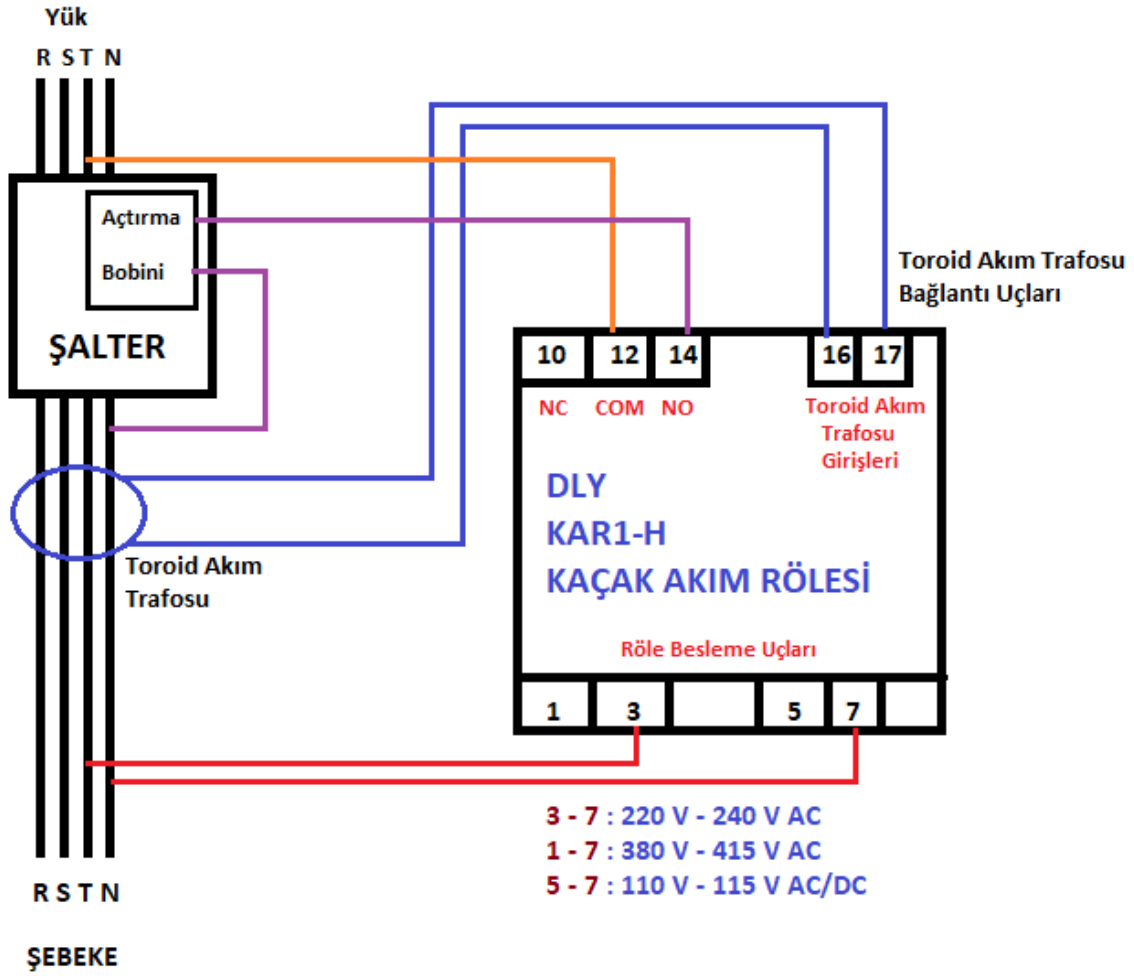 Yük
R S T N
Açtırma
Bobini
ŞALTER
Toroid Akım Trafosu
Bağlantı Uçları
10 12 14 16 17
NC COM NO
Toroid Akım
Trafosu
Girişleri
DLY
KAR1-H
KAÇAK AKIM RÖLESİ
Toroid Akım
Trafosu
Röle Besleme Uçları
1 3 5 7
3 - 7 : 220 V - 240 V AC
1 - 7 : 380 V - 415 V AC
5 - 7 : 110 V - 115 V AC/DC
R S T N
ŞEBEKE